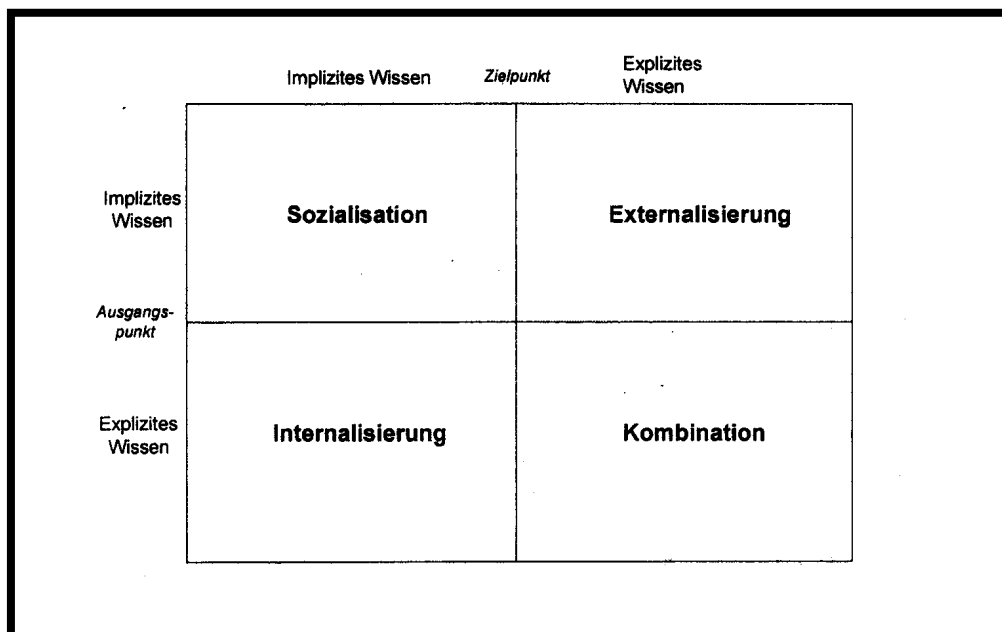 Implizites Wissen Zielpunkt Explizites
Wissen
Implizites
Wissen
Sozialisation Externalisierung
Ausgangs-
punkt
Explizites
Wissen
Internalisierung Kombination